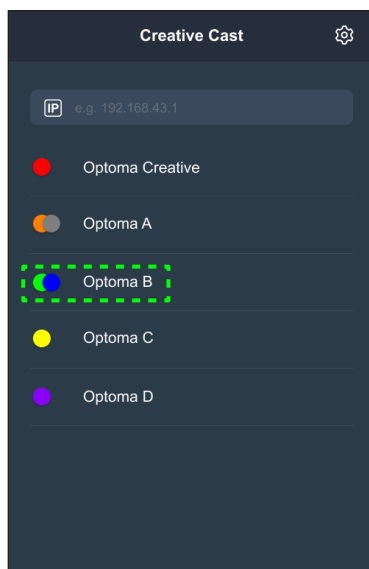 Creative Cast
IP e.g. 192.168.43.1
Optoma Creative
Optoma A
Optoma B
Optoma C
Optoma D